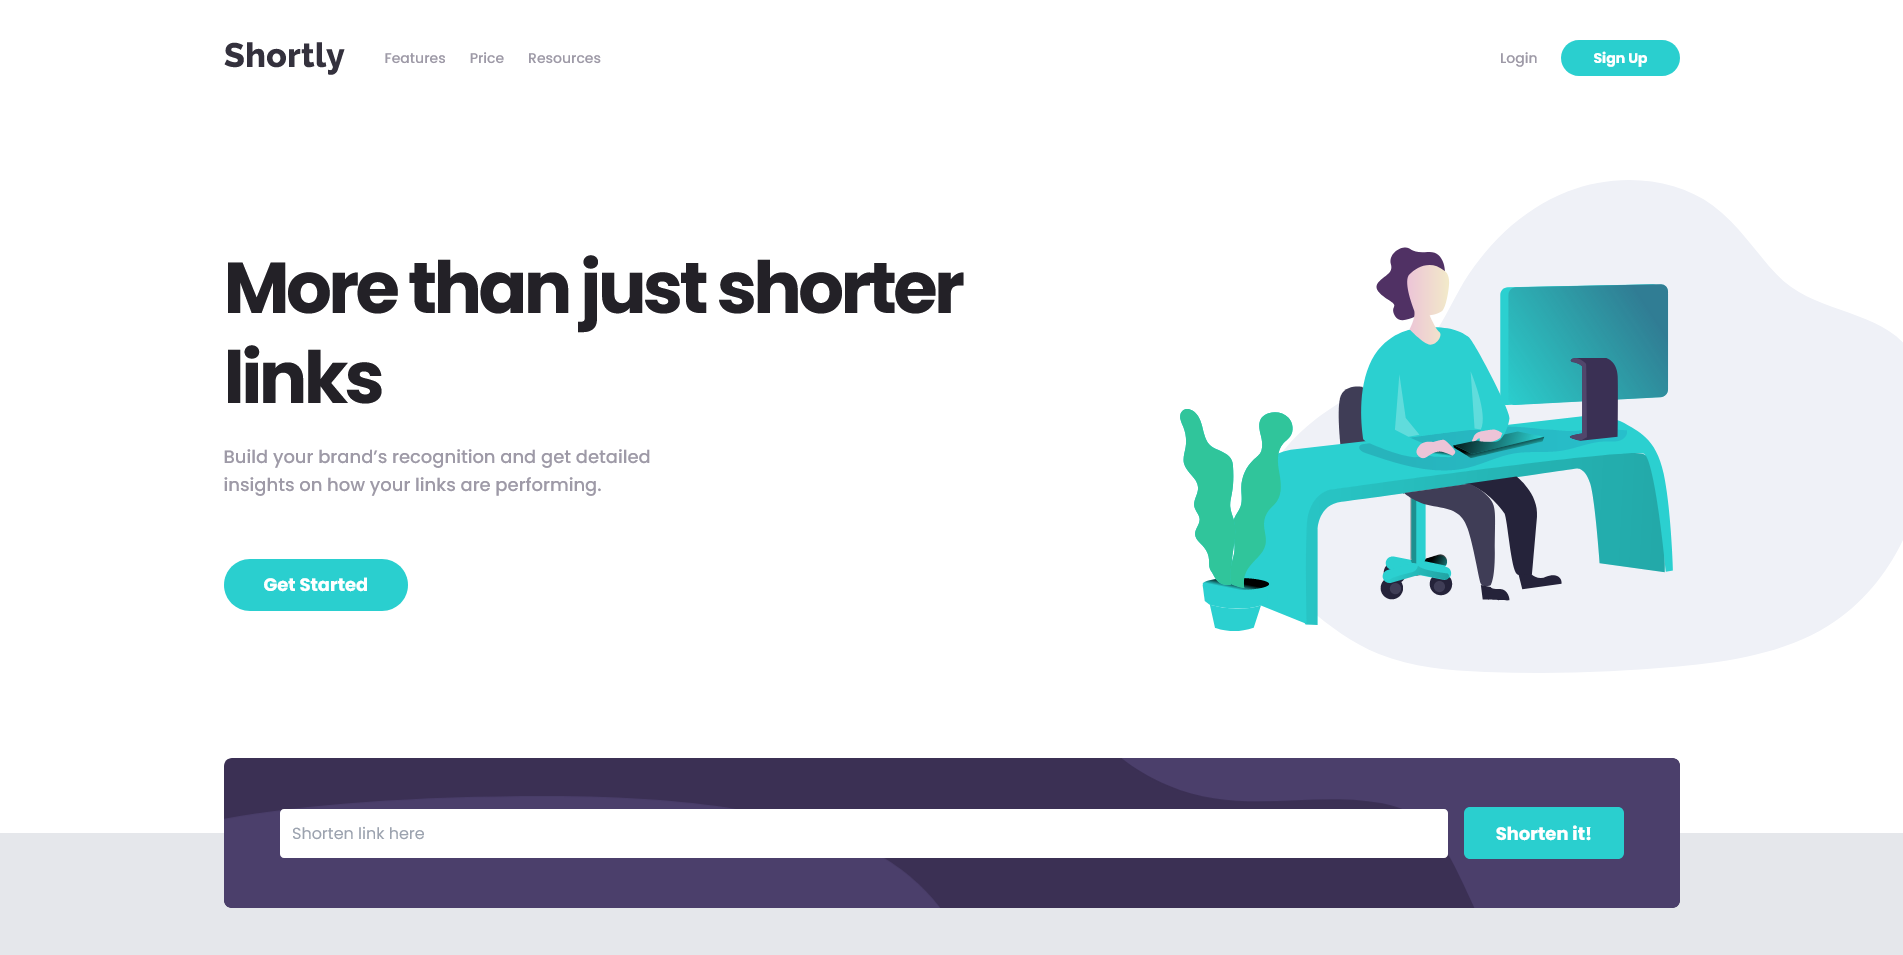 Shortly
Features
Price
Resources
Login
Sign Up
More than just shorter
links
Build your brand’s recognition and get detailed
insights on how your links are performing.
Get Started
Shorten link here
Shorten it!